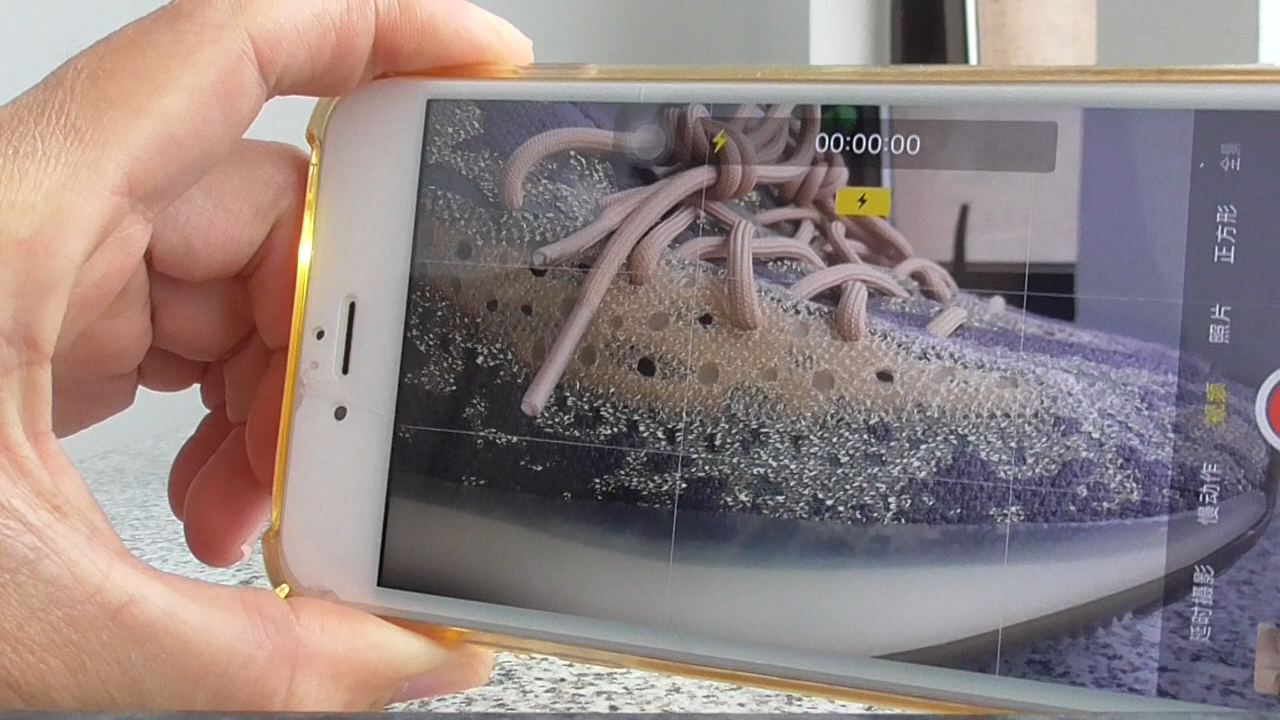 00:00:00
延时摄影
慢动作
视频
照片
正方形
全景